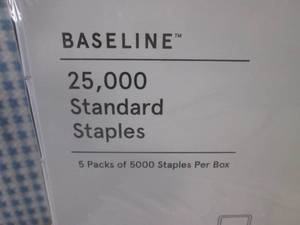 BASELINE™
25,000
Standard
Staples
5 Packs of 5000 Staples Per Box